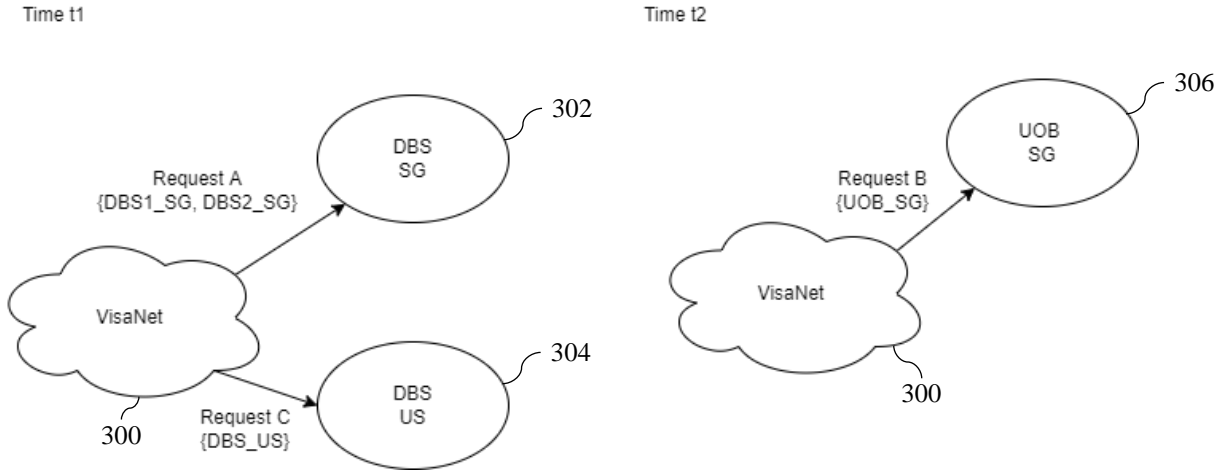 Time t1
302
DBS
SG
Request A
{DBS1_SG, DBS2_SG}
VisaNet
304
DBS
US
Request C
{DBS_US}
300
Time t2
306
UOB
SG
Request B
{UOB_SG}
VisaNet
300